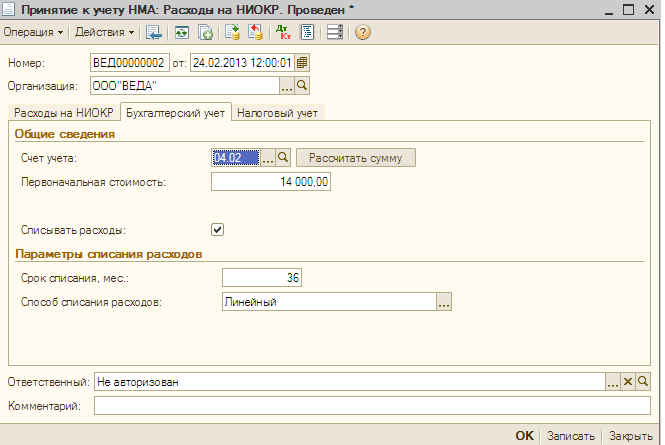 Принятие к учету НМА: Расходы на НИОКР. Проведен *
Операция Действия Дт Кт ?
Номер: ВЕД00000002 от: 24.02.2013 12:00:01
Организация: ООО"ВЕДА" ...
Расходы на НИОКР Бухгалтерский учет Налоговый учет
Общие сведения
Счет учета: 04.02 ... Рассчитать сумму
Первоначальная стоимость: 14 000,00
Списывать расходы:
Параметры списания расходов
Срок списания, мес.: 36
Способ списания расходов: Линейный ...
Ответственный: Не авторизован ...
Комментарий:
OK Записать Закрыть